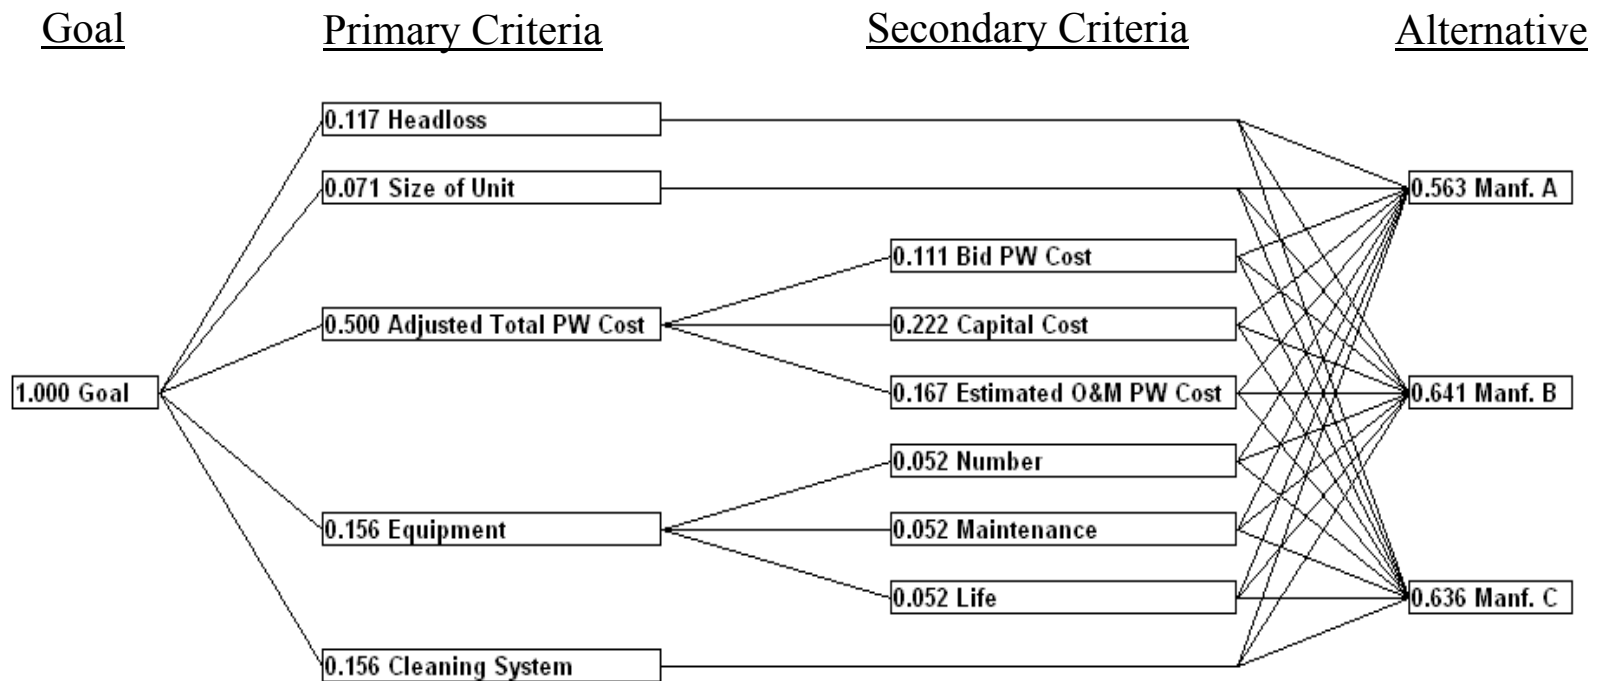 Goal
Primary Criteria
Secondary Criteria
Alternative
0.117 Headloss
0.071 Size of Unit
0.563 Manf. A
0.111 Bid PW Cost
0.500 Adjusted Total PW Cost
0.222 Capital Cost
1.000 Goal
0.167 Estimated O&M PW Cost
0.641 Manf. B
0.052 Number
0.156 Equipment
0.052 Maintenance
0.052 Life
0.636 Manf. C
0.156 Cleaning System